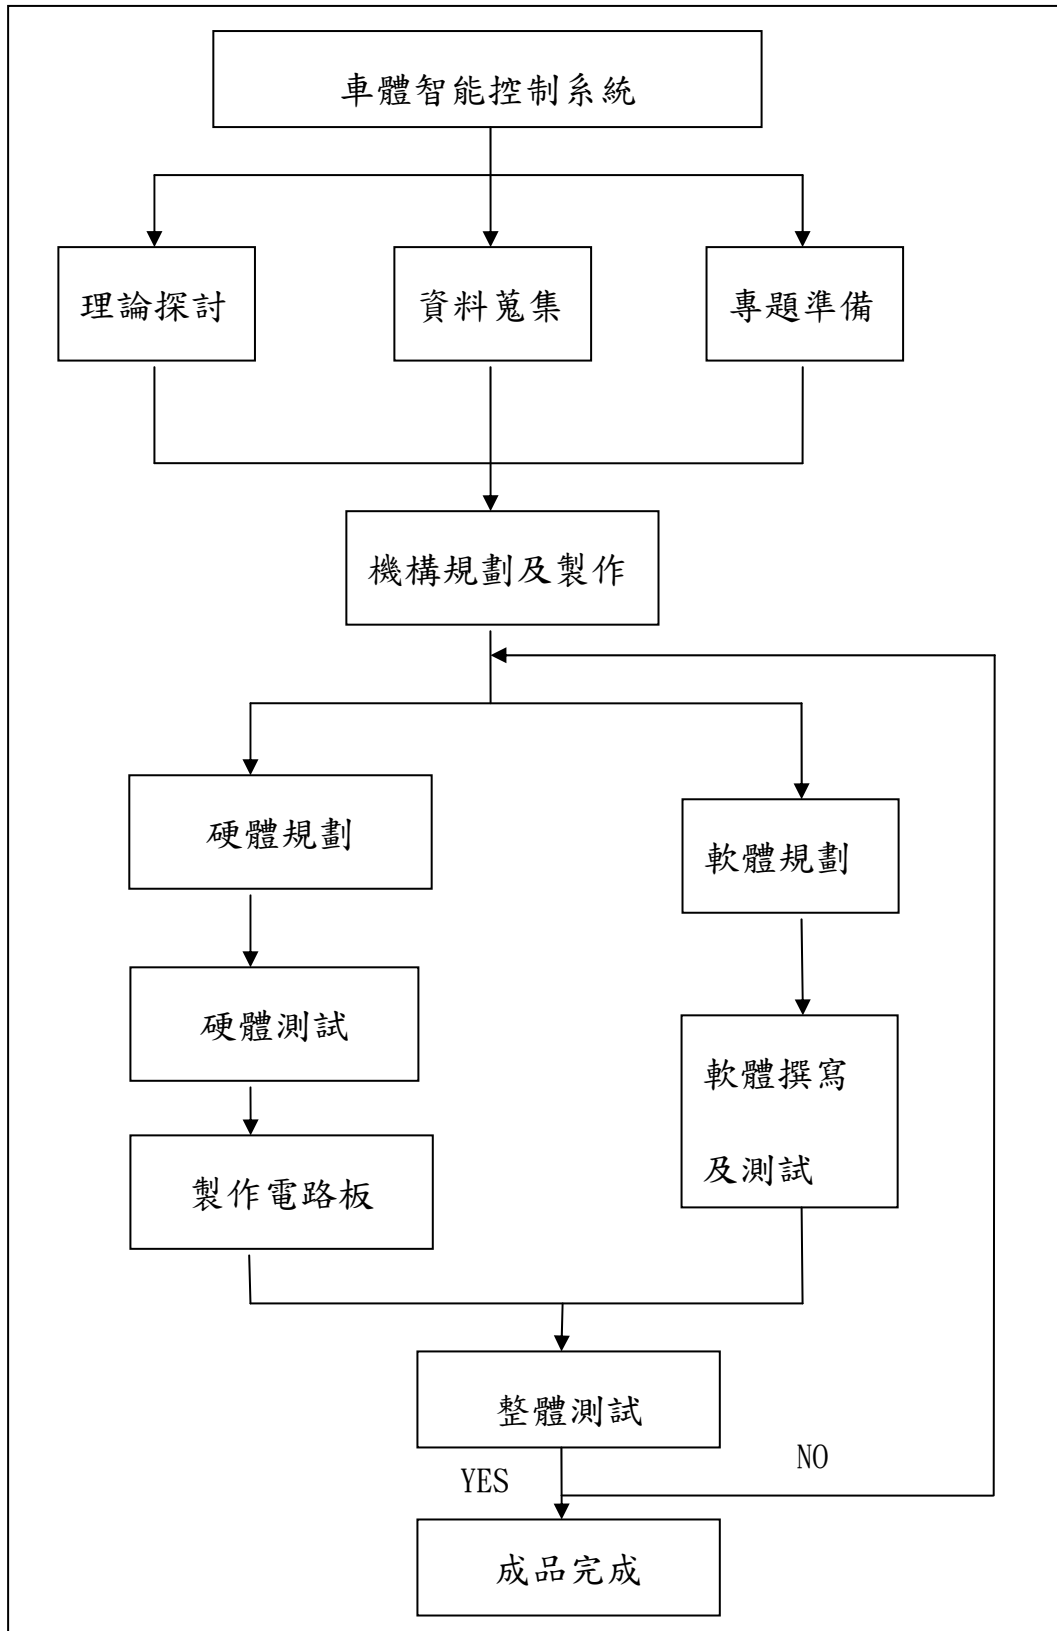 車體智能控制系統
理論探討
資料蒐集
專題準備
機構規劃及製作
硬體規劃
軟體規劃
硬體測試
軟體撰寫
及測試
製作電路板
整體測試
YES
NO
成品完成